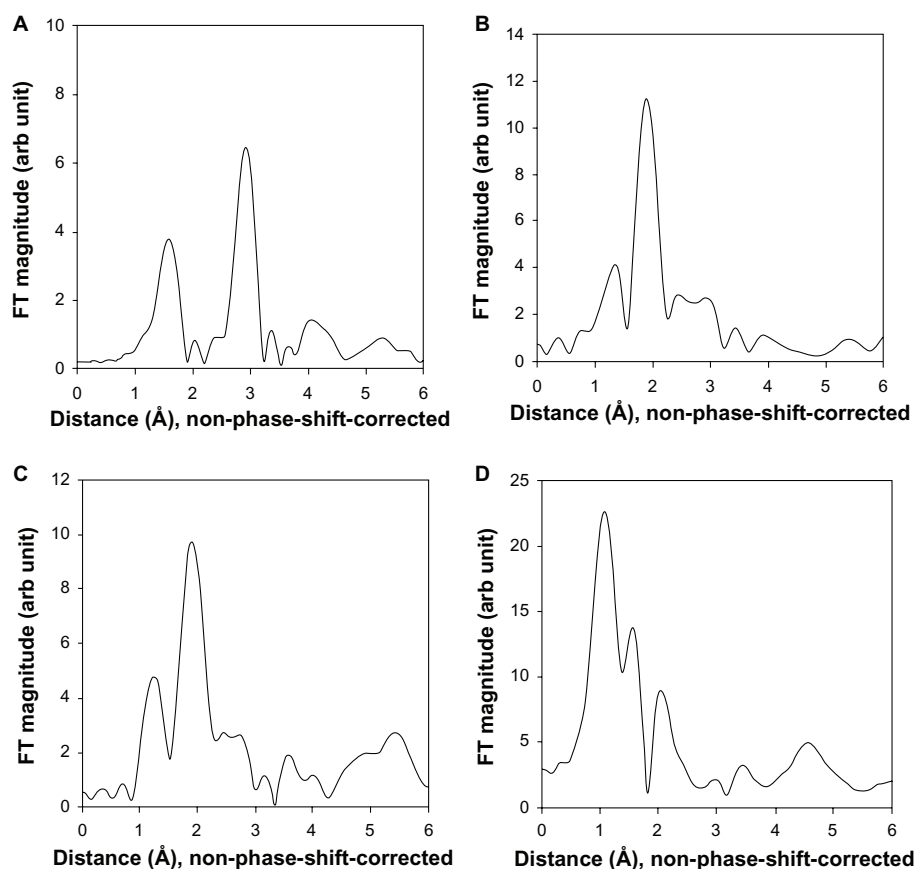 A
10
8
6
4
2
0
FT magnitude (arb unit)
0 1 2 3 4 5 6
Distance (Å), non-phase-shift-corrected
B
14
12
10
8
6
4
2
0
FT magnitude (arb unit)
0 1 2 3 4 5 6
Distance (Å), non-phase-shift-corrected
C
12
10
8
6
4
2
0
FT magnitude (arb unit)
0 1 2 3 4 5 6
Distance (Å), non-phase-shift-corrected
D
25
20
15
10
5
0
FT magnitude (arb unit)
0 1 2 3 4 5 6
Distance (Å), non-phase-shift-corrected